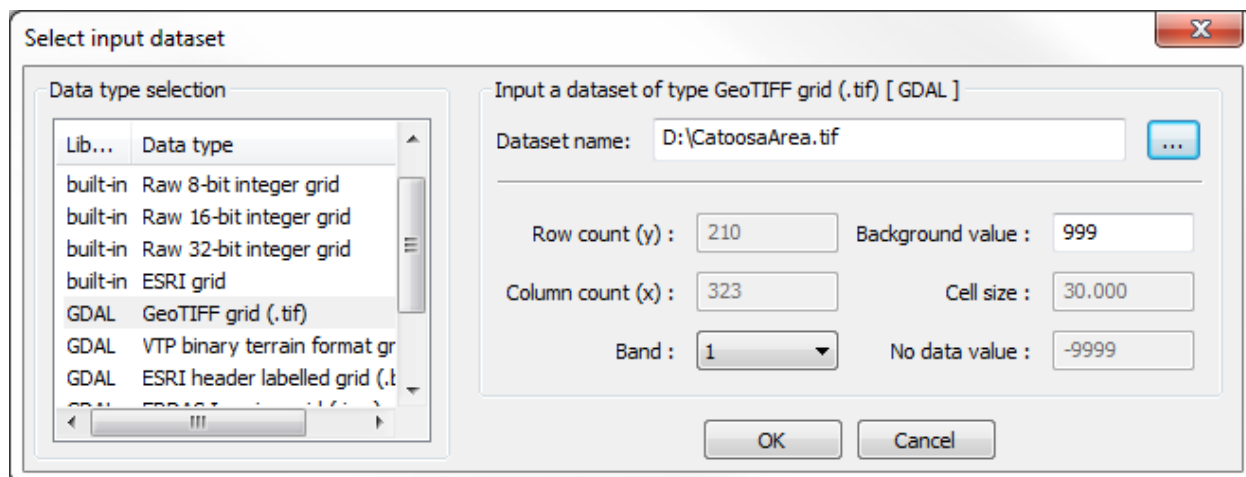 Select input dataset
Data type selection
Lib... Data type
built-in Raw 8-bit integer grid
built-in Raw 16-bit integer grid
built-in Raw 32-bit integer grid
built-in ESRI grid
GDAL GeoTIFF grid (.tif)
GDAL VTP binary terrain format gr
GDAL ESRI header labelled grid (.b
Input a dataset of type GeoTIFF grid (.tif) [ GDAL ]
Dataset name: D:\CatoosaArea.tif ...
Row count (y) : 210 Background value : 999
Column count (x) : 323 Cell size : 30.000
Band : 1 No data value : -9999
OK Cancel